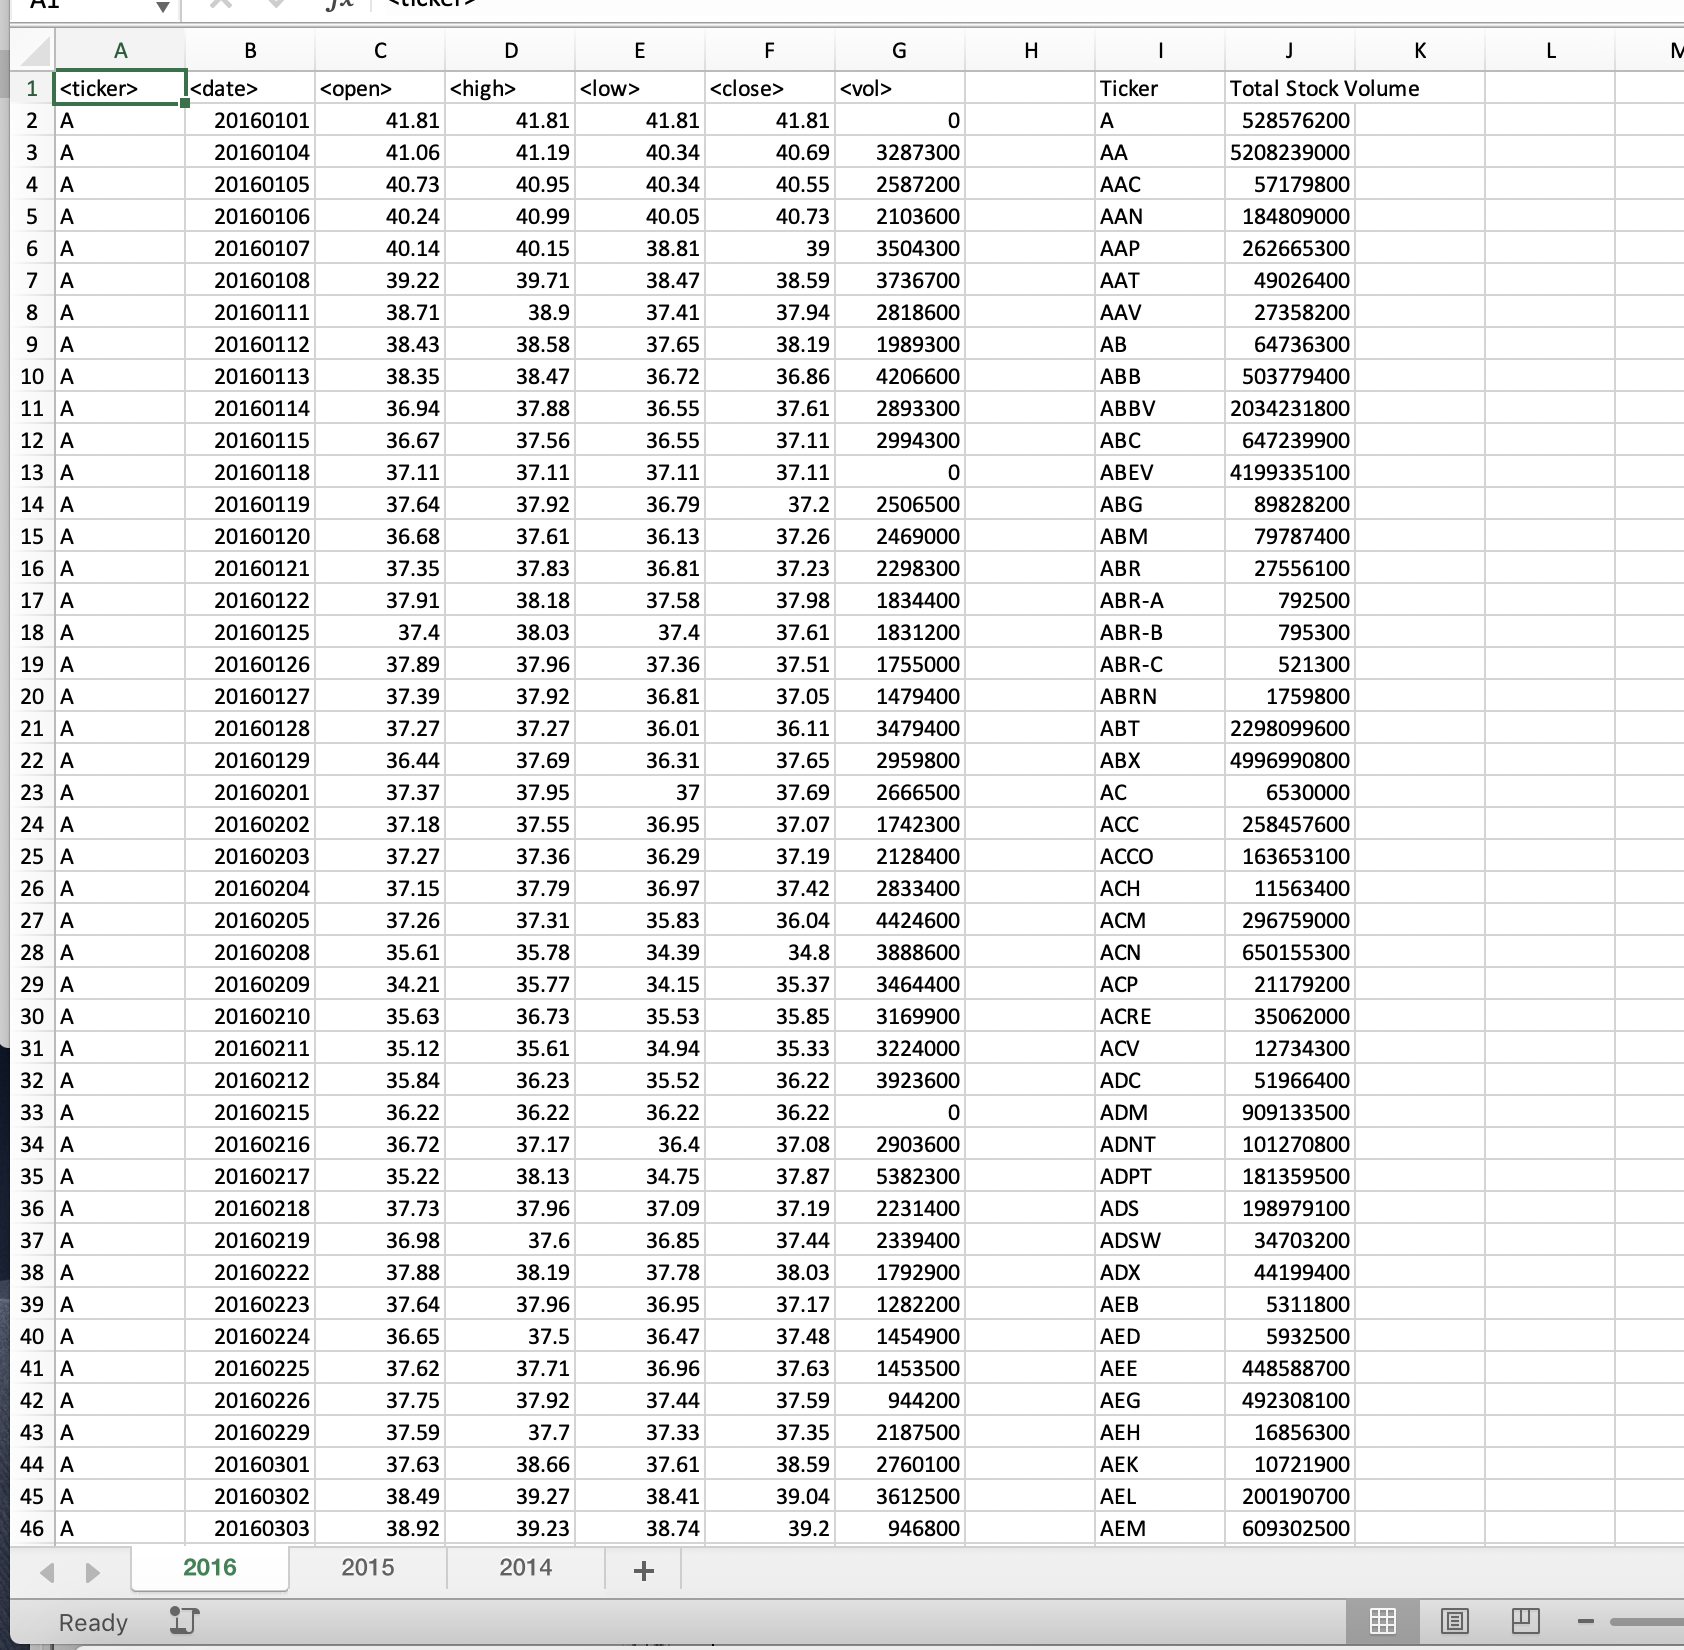 A1 fx <ticker>
A B C D E F G H I J K L M
1 <ticker> <date> <open> <high> <low> <close> <vol> Ticker Total Stock Volume
2 A 20160101 41.81 41.81 41.81 41.81 0 A 528576200
3 A 20160104 41.06 41.19 40.34 40.69 3287300 AA 5208239000
4 A 20160105 40.73 40.95 40.34 40.55 2587200 AAC 57179800
5 A 20160106 40.24 40.99 40.05 40.73 2103600 AAN 184809000
6 A 20160107 40.14 40.15 38.81 39 3504300 AAP 262665300
7 A 20160108 39.22 39.71 38.47 38.59 3736700 AAT 49026400
8 A 20160111 38.71 38.9 37.41 37.94 2818600 AAV 27358200
9 A 20160112 38.43 38.58 37.65 38.19 1989300 AB 64736300
10 A 20160113 38.35 38.47 36.72 36.86 4206600 ABB 503779400
11 A 20160114 36.94 37.88 36.55 37.61 2893300 ABBV 2034231800
12 A 20160115 36.67 37.56 36.55 37.11 2994300 ABC 647239900
13 A 20160118 37.11 37.11 37.11 37.11 0 ABEV 4199335100
14 A 20160119 37.64 37.92 36.79 37.2 2506500 ABG 89828200
15 A 20160120 36.68 37.61 36.13 37.26 2469000 ABM 79787400
16 A 20160121 37.35 37.83 36.81 37.23 2298300 ABR 27556100
17 A 20160122 37.91 38.18 37.58 37.98 1834400 ABR-A 792500
18 A 20160125 37.4 38.03 37.4 37.61 1831200 ABR-B 795300
19 A 20160126 37.89 37.96 37.36 37.51 1755000 ABR-C 521300
20 A 20160127 37.39 37.92 36.81 37.05 1479400 ABRN 1759800
21 A 20160128 37.27 37.27 36.01 36.11 3479400 ABT 2298099600
22 A 20160129 36.44 37.69 36.31 37.65 2959800 ABX 4996990800
23 A 20160201 37.37 37.95 37 37.69 2666500 AC 6530000
24 A 20160202 37.18 37.55 36.95 37.07 1742300 ACC 258457600
25 A 20160203 37.27 37.36 36.29 37.19 2128400 ACCO 163653100
26 A 20160204 37.15 37.79 36.97 37.42 2833400 ACH 11563400
27 A 20160205 37.26 37.31 35.83 36.04 4424600 ACM 296759000
28 A 20160208 35.61 35.78 34.39 34.8 3888600 ACN 650155300
29 A 20160209 34.21 35.77 34.15 35.37 3464400 ACP 21179200
30 A 20160210 35.63 36.73 35.53 35.85 3169900 ACRE 35062000
31 A 20160211 35.12 35.61 34.94 35.33 3224000 ACV 12734300
32 A 20160212 35.84 36.23 35.52 36.22 3923600 ADC 51966400
33 A 20160215 36.22 36.22 36.22 36.22 0 ADM 909133500
34 A 20160216 36.72 37.17 36.4 37.08 2903600 ADNT 101270800
35 A 20160217 35.22 38.13 34.75 37.87 5382300 ADPT 181359500
36 A 20160218 37.73 37.96 37.09 37.19 2231400 ADS 198979100
37 A 20160219 36.98 37.6 36.85 37.44 2339400 ADSW 34703200
38 A 20160222 37.88 38.19 37.78 38.03 1792900 ADX 44199400
39 A 20160223 37.64 37.96 36.95 37.17 1282200 AEB 5311800
40 A 20160224 36.65 37.5 36.47 37.48 1454900 AED 5932500
41 A 20160225 37.62 37.71 36.96 37.63 1453500 AEE 448588700
42 A 20160226 37.75 37.92 37.44 37.59 944200 AEG 492308100
43 A 20160229 37.59 37.7 37.33 37.35 2187500 AEH 16856300
44 A 20160301 37.63 38.66 37.61 38.59 2760100 AEK 10721900
45 A 20160302 38.49 39.27 38.41 39.04 3612500 AEL 200190700
46 A 20160303 38.92 39.23 38.74 39.2 946800 AEM 609302500
2016 2015 2014 +
Ready